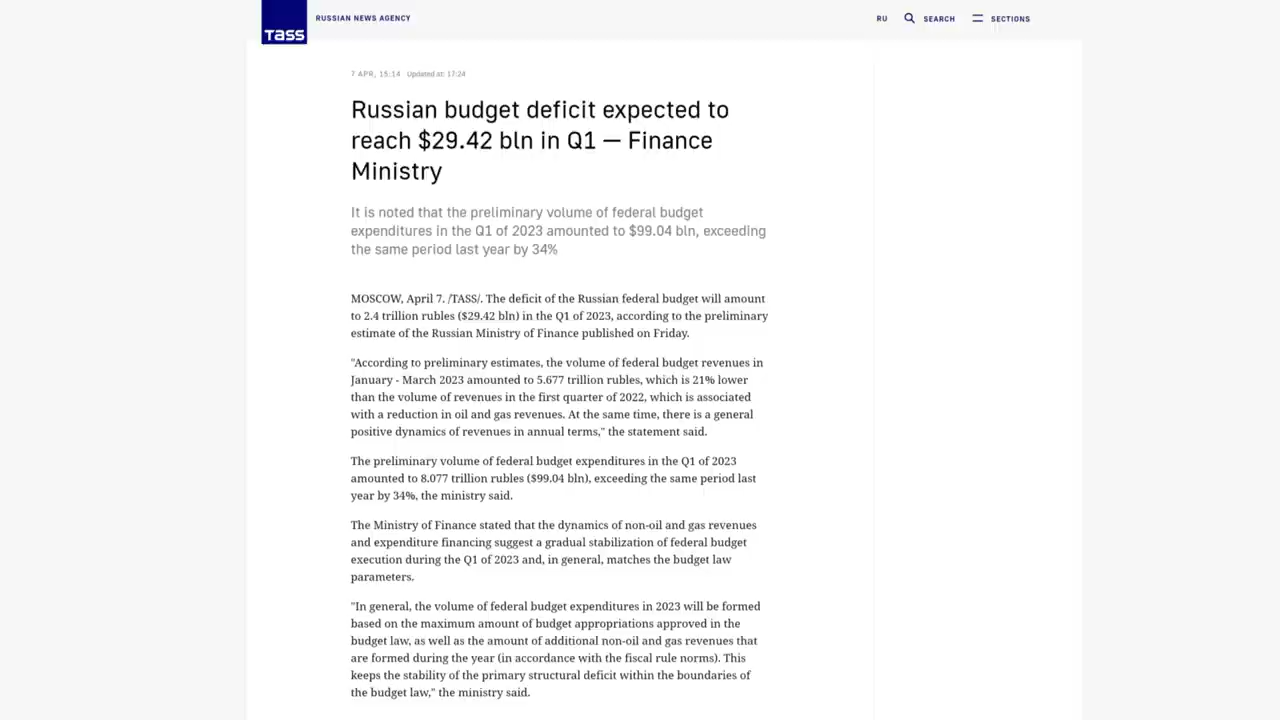 TASS
RUSSIAN NEWS AGENCY
RU
SEARCH
SECTIONS
7 APR, 15:14 Updated at: 17:24
Russian budget deficit expected to
reach $29.42 bln in Q1 — Finance
Ministry
It is noted that the preliminary volume of federal budget
expenditures in the Q1 of 2023 amounted to $99.04 bln, exceeding
the same period last year by 34%
MOSCOW, April 7. /TASS/. The deficit of the Russian federal budget will amount
to 2.4 trillion rubles ($29.42 bln) in the Q1 of 2023, according to the preliminary
estimate of the Russian Ministry of Finance published on Friday.
"According to preliminary estimates, the volume of federal budget revenues in
January - March 2023 amounted to 5.677 trillion rubles, which is 21% lower
than the volume of revenues in the first quarter of 2022, which is associated
with a reduction in oil and gas revenues. At the same time, there is a general
positive dynamics of revenues in annual terms," the statement said.
The preliminary volume of federal budget expenditures in the Q1 of 2023
amounted to 8.077 trillion rubles ($99.04 bln), exceeding the same period last
year by 34%, the ministry said.
The Ministry of Finance stated that the dynamics of non-oil and gas revenues
and expenditure financing suggest a gradual stabilization of federal budget
execution during the Q1 of 2023 and, in general, matches the budget law
parameters.
"In general, the volume of federal budget expenditures in 2023 will be formed
based on the maximum amount of budget appropriations approved in the
budget law, as well as the amount of additional non-oil and gas revenues that
are formed during the year (in accordance with the fiscal rule norms). This
keeps the stability of the primary structural deficit within the boundaries of
the budget law," the ministry said.